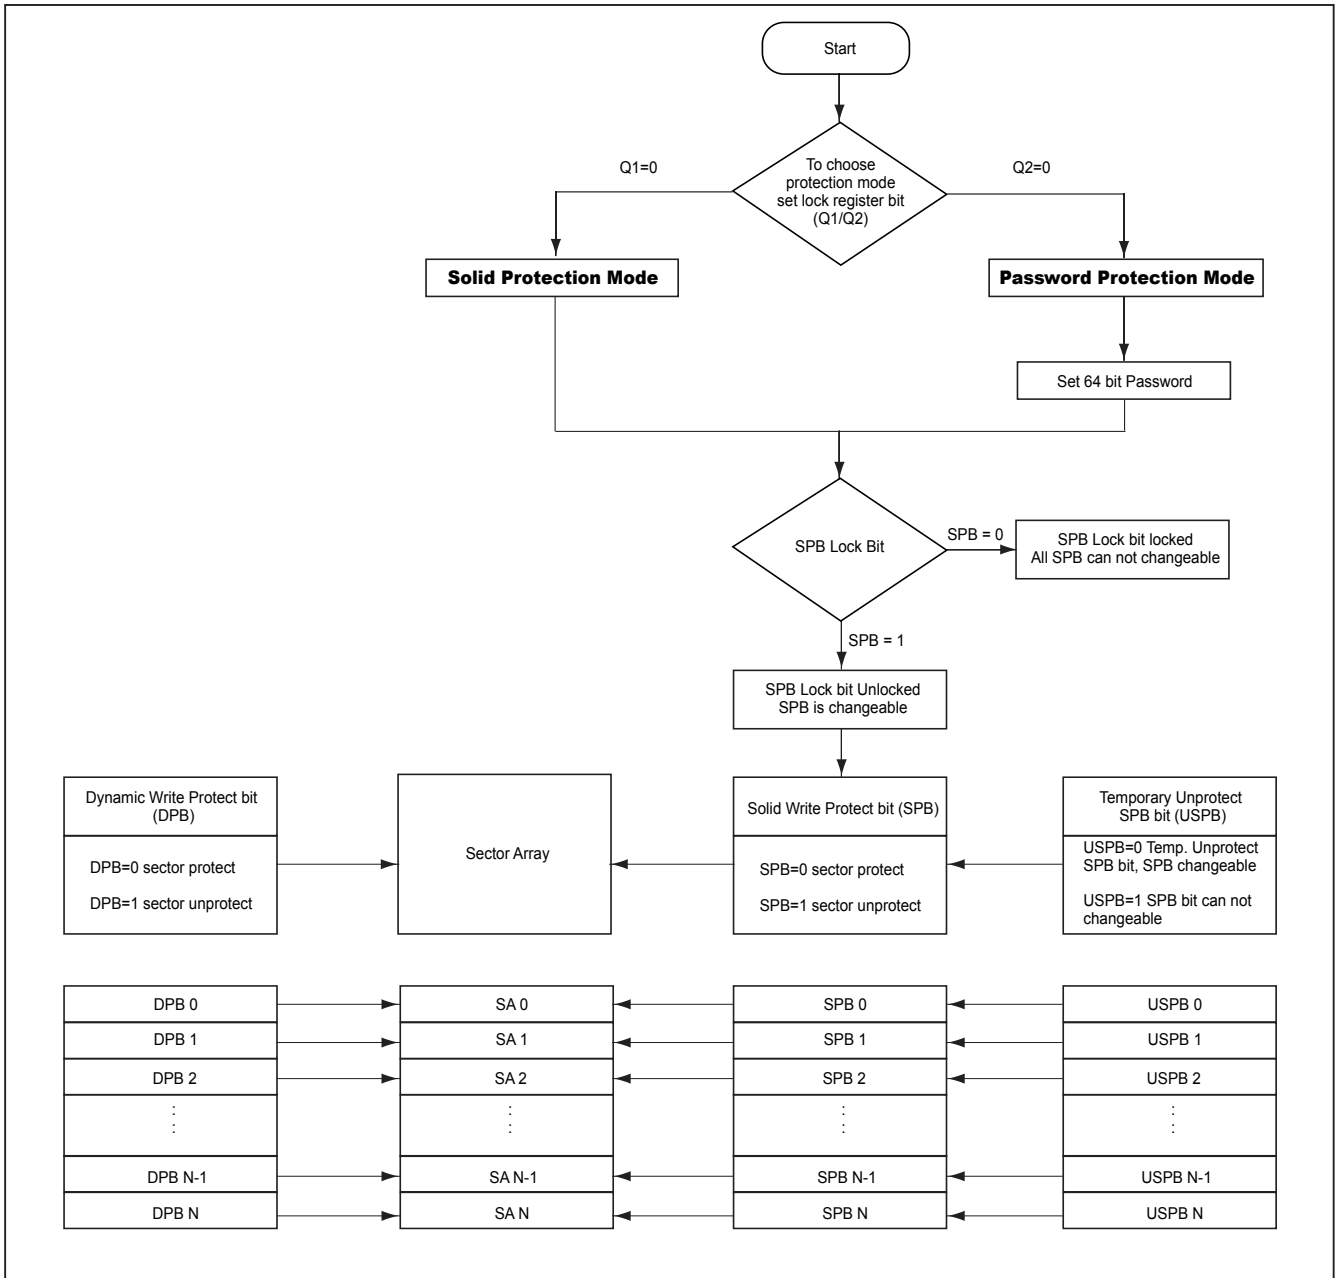 Start
To choose
protection mode
set lock register bit
(Q1/Q2)
Q1=0
Q2=0
Solid Protection Mode
Password Protection Mode
Set 64 bit Password
SPB Lock Bit
SPB = 0
SPB Lock bit locked
All SPB can not changeable
SPB = 1
SPB Lock bit Unlocked
SPB is changeable
Dynamic Write Protect bit
(DPB)
DPB=0 sector protect
DPB=1 sector unprotect
Sector Array
Solid Write Protect bit (SPB)
SPB=0 sector protect
SPB=1 sector unprotect
Temporary Unprotect
SPB bit (USPB)
USPB=0 Temp. Unprotect
SPB bit, SPB changeable
USPB=1 SPB bit can not
changeable
DPB 0
SA 0
SPB 0
USPB 0
DPB 1
SA 1
SPB 1
USPB 1
DPB 2
SA 2
SPB 2
USPB 2
DPB N-1
SA N-1
SPB N-1
USPB N-1
DPB N
SA N
SPB N
USPB N